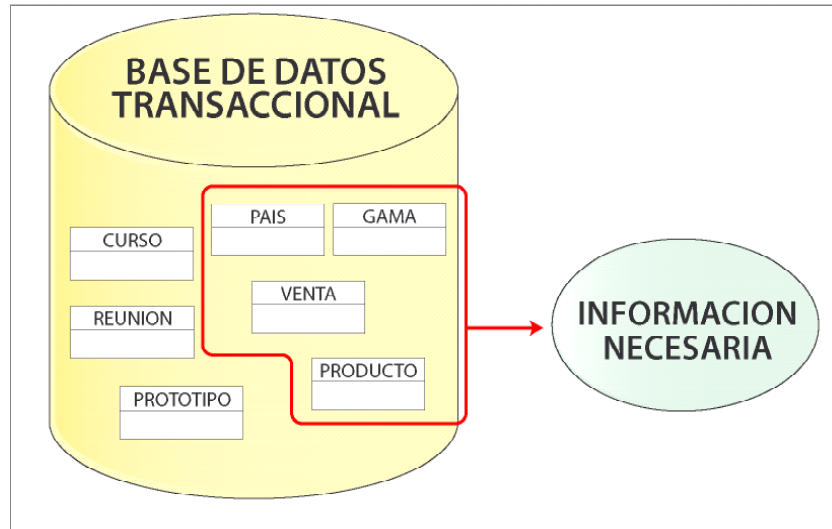 BASE DE DATOS
TRANSACCIONAL
PAIS
GAMA
CURSO
VENTA
REUNION
PRODUCTO
PROTOTIPO
INFORMACION
NECESARIA